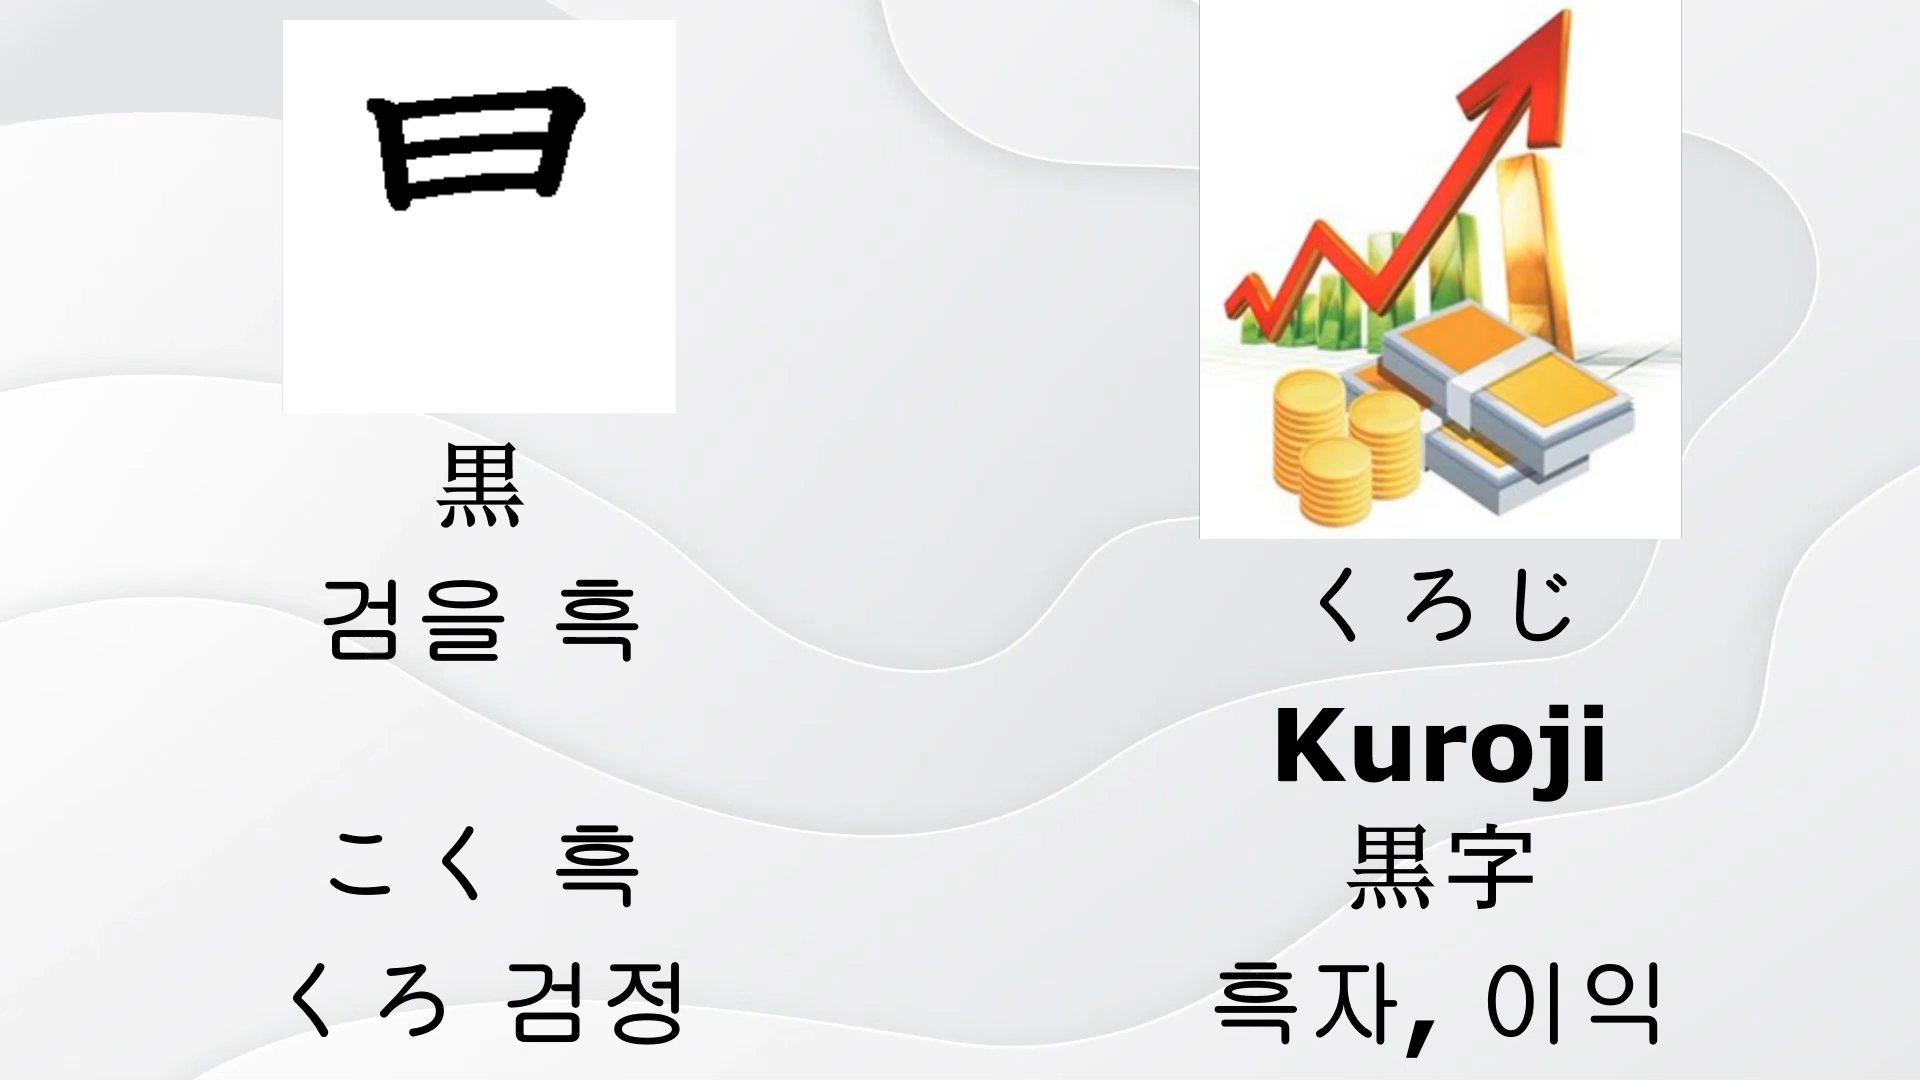 黒
검을 흑
こく 흑
くろ 검정
くろじ
Kuroji
黒字
흑자, 이익